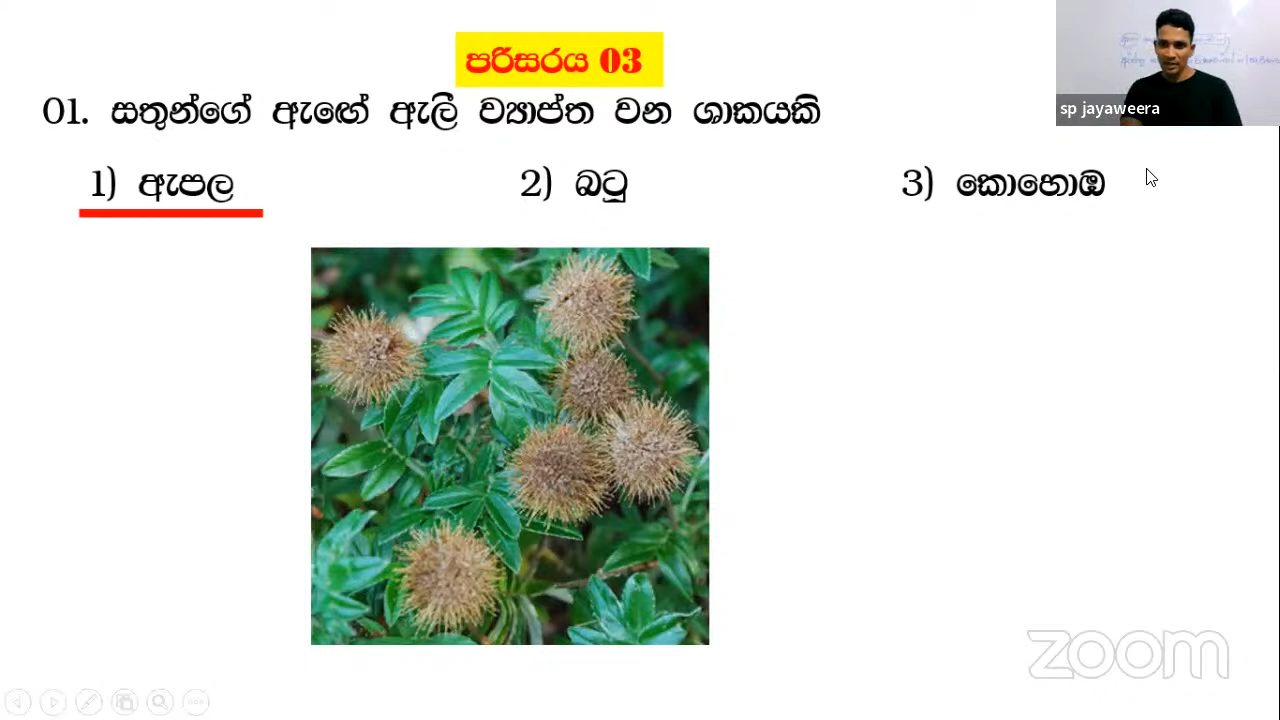 පරිසරය 03
01. සතුන්ගේ ඇඟේ ඇලී ව්‍යාප්ත වන ශාකයකි
1) ඇපල 2) බටු 3) කොහොඹ
sp jayaweera
zoom